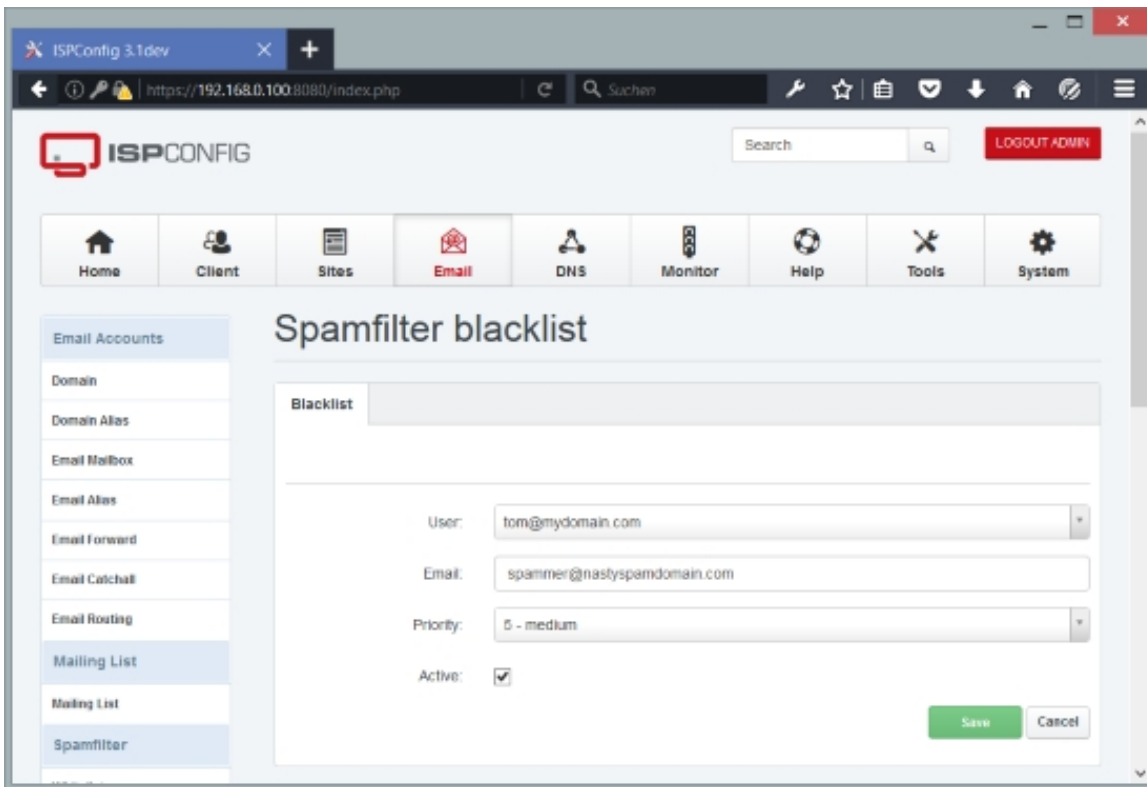 ISPConfig 3.1dev
https://192.168.0.100:8080/index.php
Suchen
ISPCONFIG
Search
LOGOUT ADMIN
Home Client Sites Email DNS Monitor Help Tools System
Email Accounts
Domain
Domain Alias
Email Mailbox
Email Alias
Email Forward
Email Catchall
Email Routing
Mailing List
Mailing List
Spamfilter
Spamfilter blacklist
Blacklist
User: tom@mydomain.com
Email: spammer@nastyspamdomain.com
Priority: 5 - medium
Active:
Save Cancel